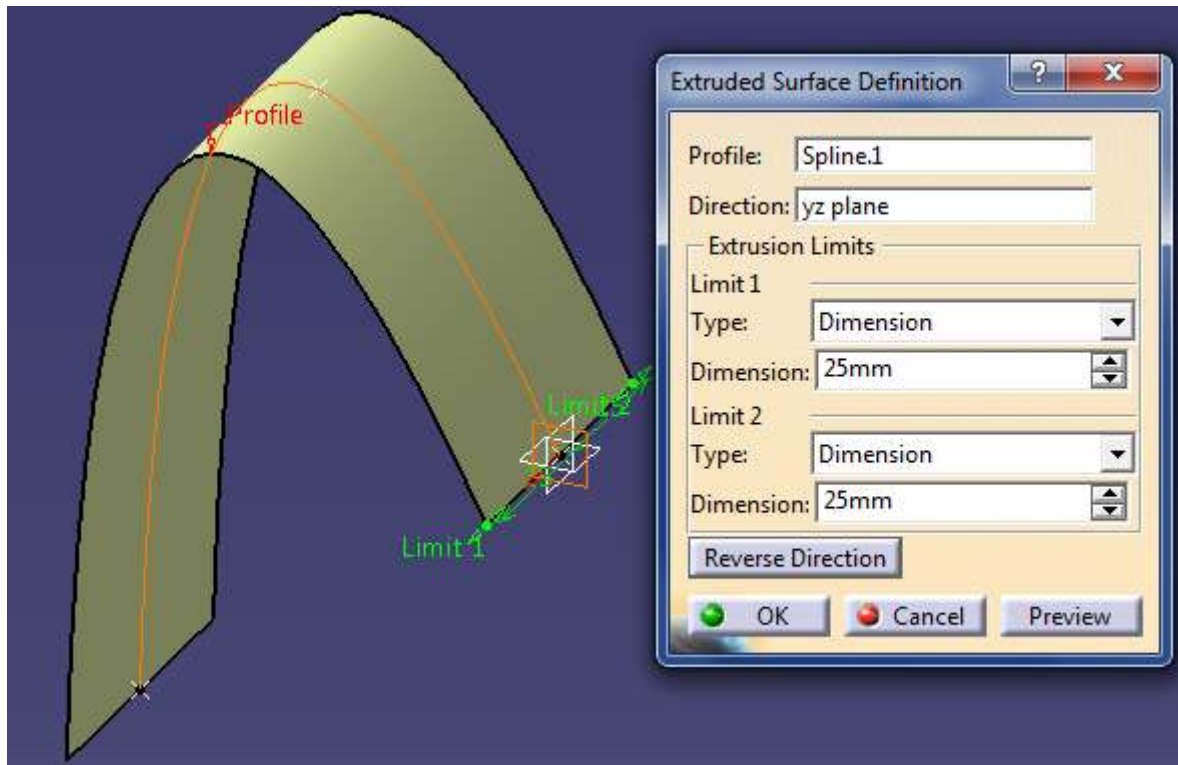 Profile
Limit 2
Limit 1
Extruded Surface Definition
?
X
Profile: Spline.1
Direction: yz plane
Extrusion Limits
Limit 1
Type: Dimension
Dimension: 25mm
Limit 2
Type: Dimension
Dimension: 25mm
Reverse Direction
OK
Cancel
Preview